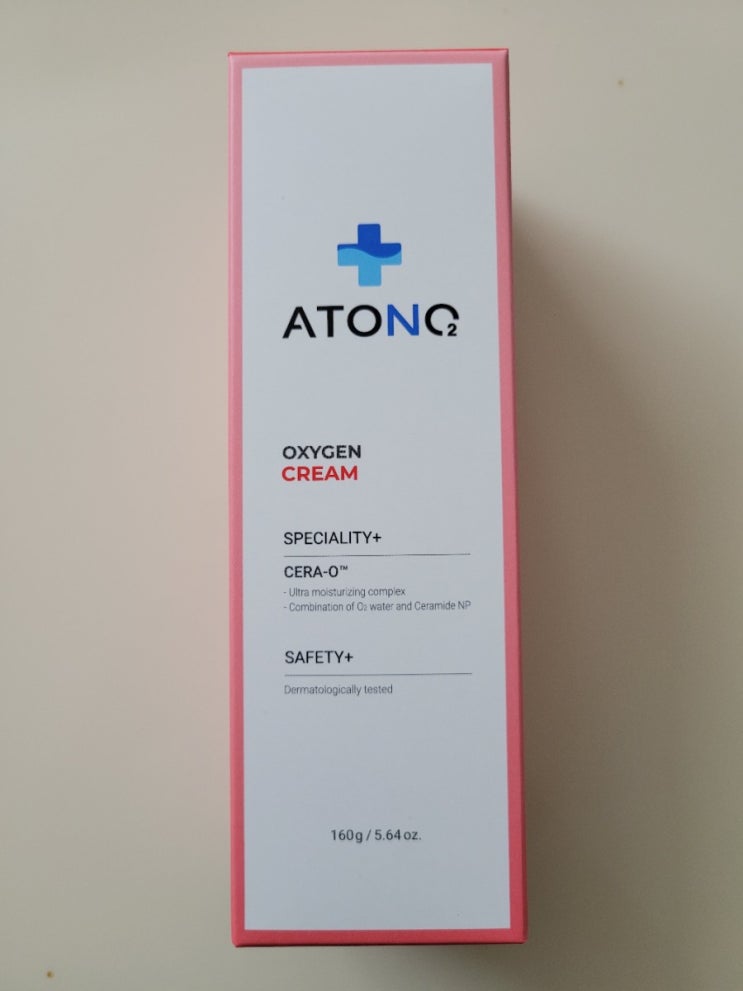 ATONO2
OXYGEN
CREAM
SPECIALITY+
CERA-O™
- Ultra moisturizing complex
- Combination of O₂ water and Ceramide NP
SAFETY+
Dermatologically tested
160g / 5.64 oz.